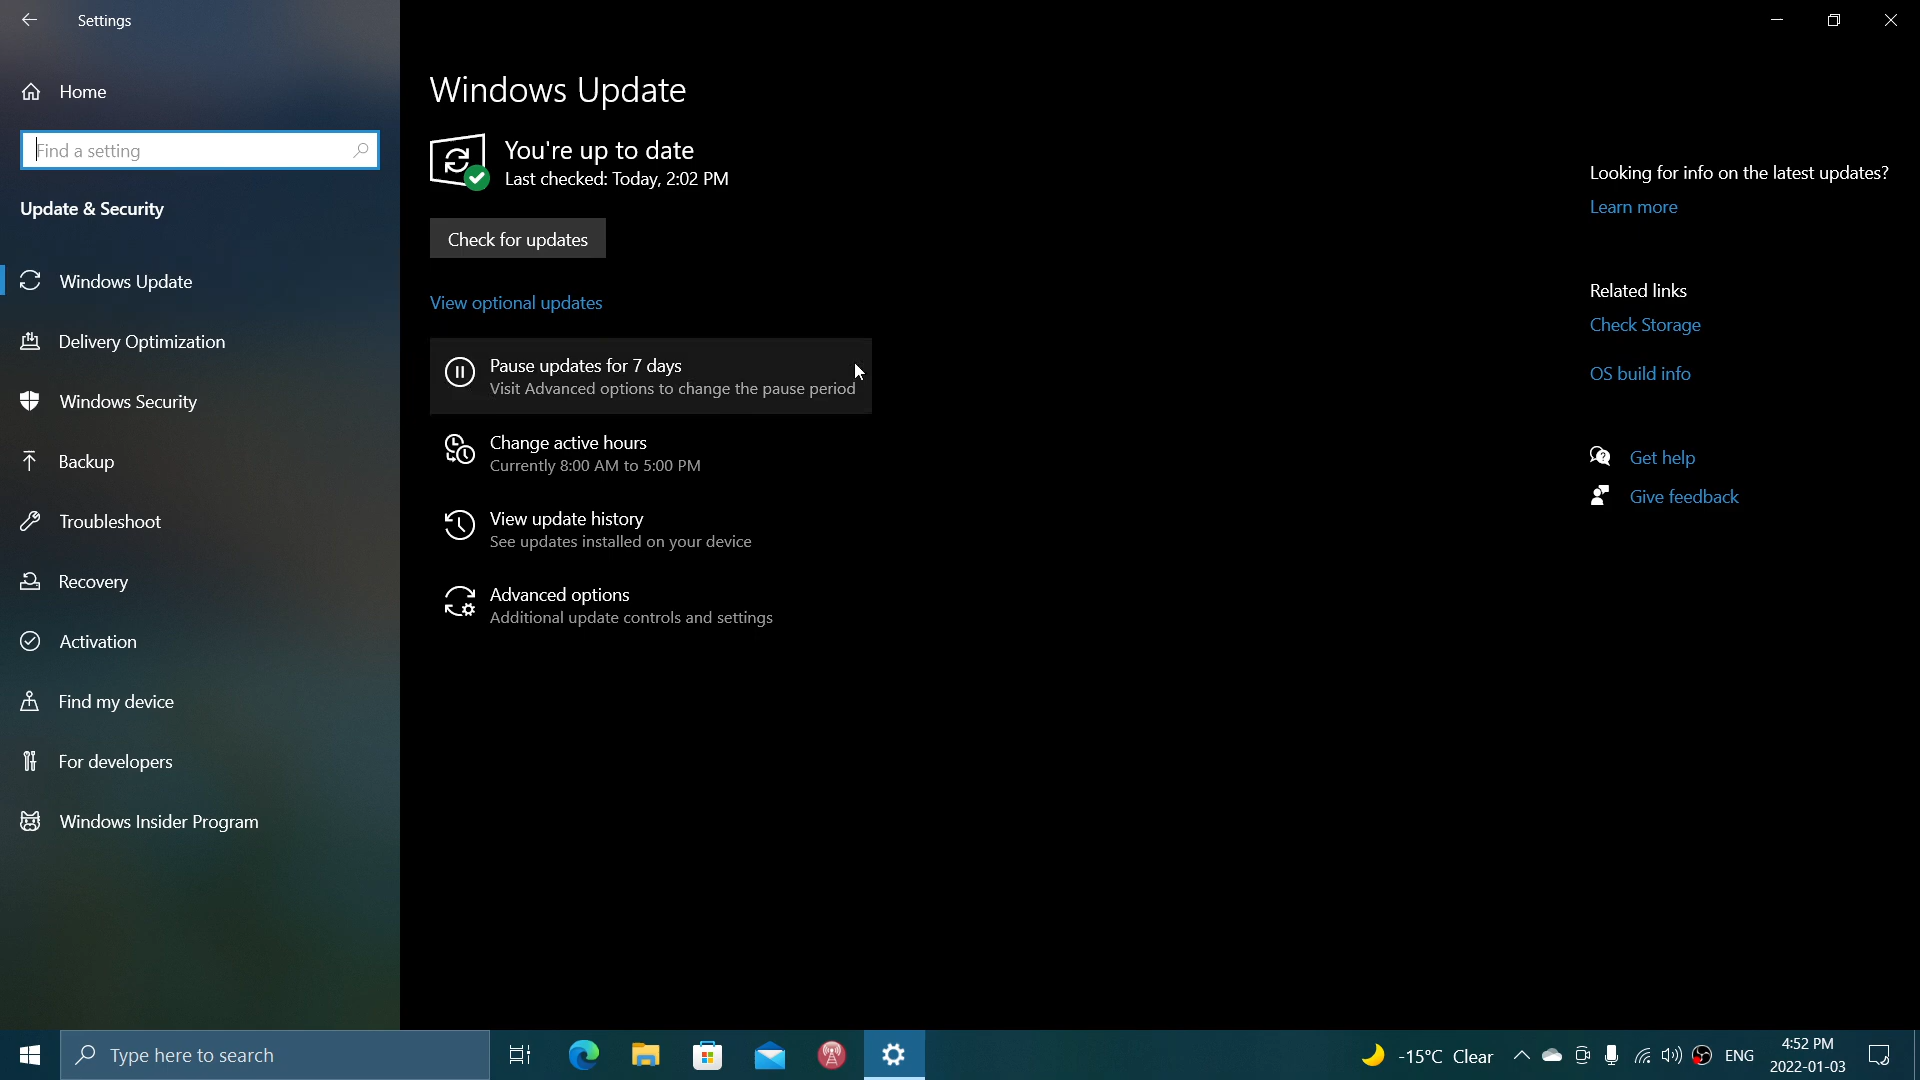 Settings
Home
Find a setting
Update & Security
Windows Update
Delivery Optimization
Windows Security
Backup
Troubleshoot
Recovery
Activation
Find my device
For developers
Windows Insider Program
Windows Update
You're up to date
Last checked: Today, 2:02 PM
Check for updates
View optional updates
Pause updates for 7 days
Visit Advanced options to change the pause period
Change active hours
Currently 8:00 AM to 5:00 PM
View update history
See updates installed on your device
Advanced options
Additional update controls and settings
Looking for info on the latest updates?
Learn more
Related links
Check Storage
OS build info
Get help
Give feedback
Type here to search
-15°C Clear
ENG
4:52 PM
2022-01-03